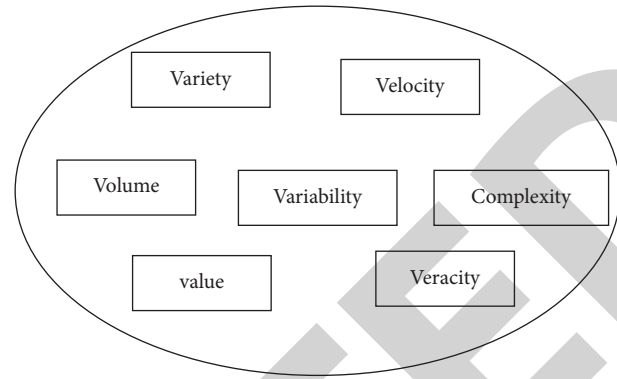 Variety
Velocity
Volume
Variability
Complexity
value
Veracity